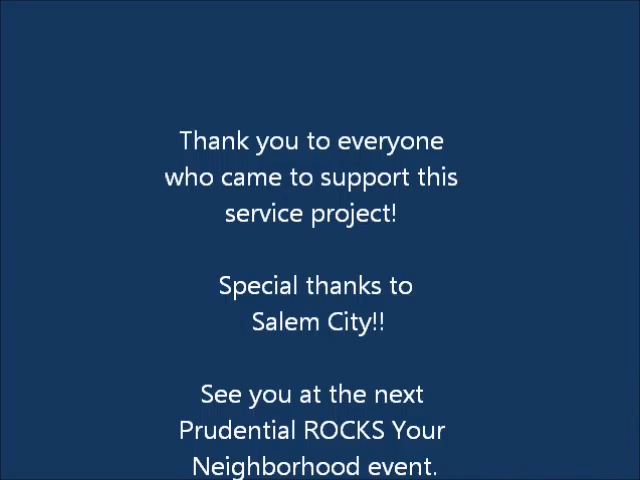 Thank you to everyone
who came to support this
service project!
Special thanks to
Salem City!!
See you at the next
Prudential ROCKS Your
Neighborhood event.